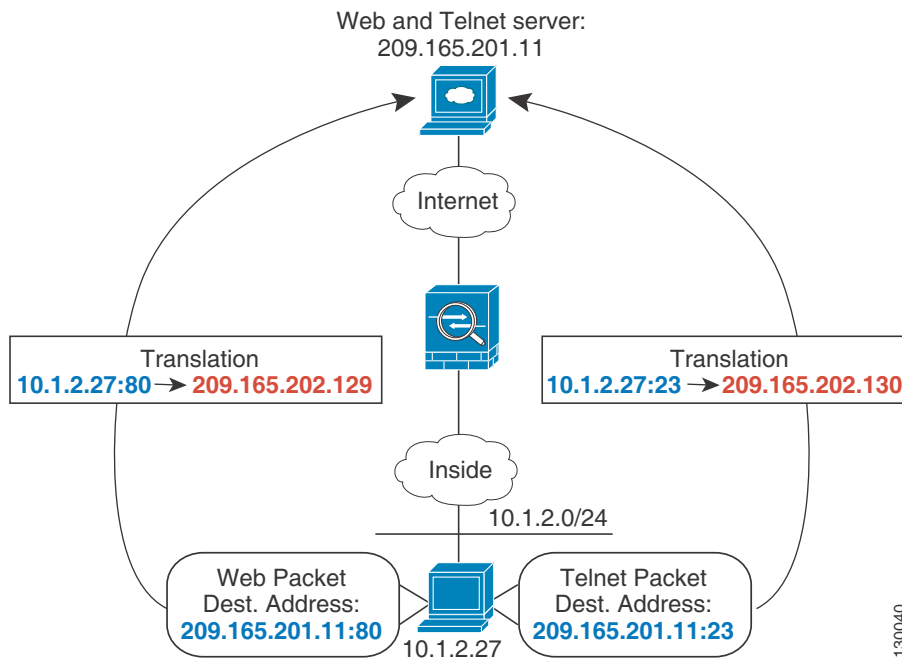 Web and Telnet server:
209.165.201.11
Internet
Translation
10.1.2.27:80 209.165.202.129
Translation
10.1.2.27:23 209.165.202.130
Inside
10.1.2.0/24
Web Packet
Dest. Address:
209.165.201.11:80
Telnet Packet
Dest. Address:
209.165.201.11:23
10.1.2.27
130040